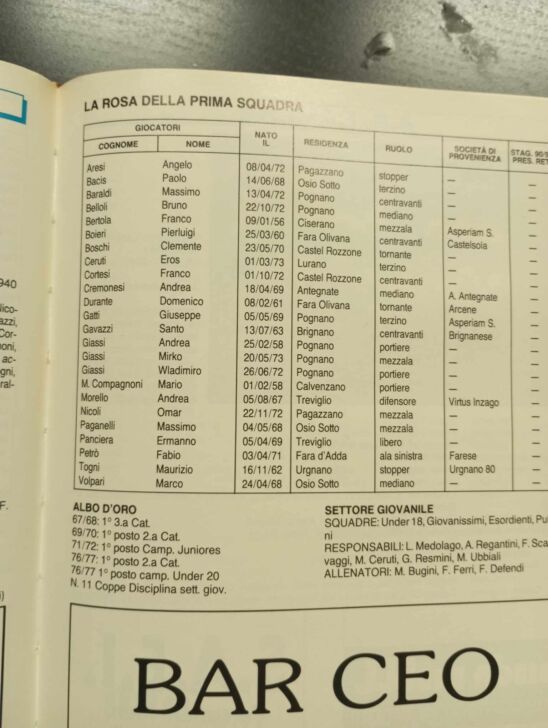 LA ROSA DELLA PRIMA SQUADRA
GIOCATORI
COGNOME NOME NATO IL RESIDENZA RUOLO SOCIETÀ DI PROVENIENZA STAG. PRES.
Aresi Angelo 08/04/72 Pagazzano stopper — —
Bacis Paolo 14/06/68 Osio Sotto terzino — —
Baraldi Massimo 13/04/72 Pognano centravanti — —
Belloli Bruno 22/10/72 Pognano mediano — —
Bertola Franco 09/01/56 Ciserano mezzala — —
Boieri Pierluigi 25/03/60 Fara Olivana centravanti Asperiam S. —
Boschi Clemente 23/05/70 Castel Rozzone tornante Castelsoia —
Ceruti Eros 01/03/73 Lurano terzino — —
Cortesi Franco 01/10/72 Castel Rozzone centravanti — —
Cremonesi Andrea 18/04/69 Antegnate mediano A. Antegnate —
Durante Domenico 08/02/61 Fara Olivana tornante Arcene —
Gatti Giuseppe 05/05/69 Pognano terzino Asperiam S. —
Gavazzi Santo 13/07/63 Brignano centravanti Brignanese —
Giassi Andrea 25/02/58 Pognano portiere — —
Giassi Mirko 20/05/73 Pognano mezzala — —
Giassi Wladimiro 26/06/72 Pognano portiere — —
M. Compagnoni Mario 01/02/58 Calvenzano portiere — —
Morello Andrea 05/08/67 Treviglio difensore Virtus Inzago —
Nicoli Omar 22/11/72 Pagazzano mezzala — —
Paganelli Massimo 04/05/68 Osio Sotto mezzala — —
Panciera Ermanno 05/04/69 Treviglio libero — —
Petrò Fabio 03/04/71 Fara d'Adda ala sinistra Farese —
Togni Maurizio 16/11/62 Urgnano stopper Urgnano 80 —
Volpari Marco 24/04/68 Osio Sotto mediano — —
ALBO D'ORO
67/68: 1° 3.a Cat.
69/70: 1° posto 2.a Cat.
71/72: 1° posto Camp. Juniores
76/77: 1° posto 2.a Cat.
76/77 1° posto camp. Under 20
N. 11 Coppe Disciplina sett. giov.
SETTORE GIOVANILE
SQUADRE: Under 18, Giovanissimi, Esordienti, Pu
ni
RESPONSABILI: L. Medolago, A. Regantini, F. Sca
vaggi, M. Ceruti, G. Resmini, M. Ubbiali
ALLENATORI: M. Bugini, F. Ferri, F. Defendi
BAR CEO